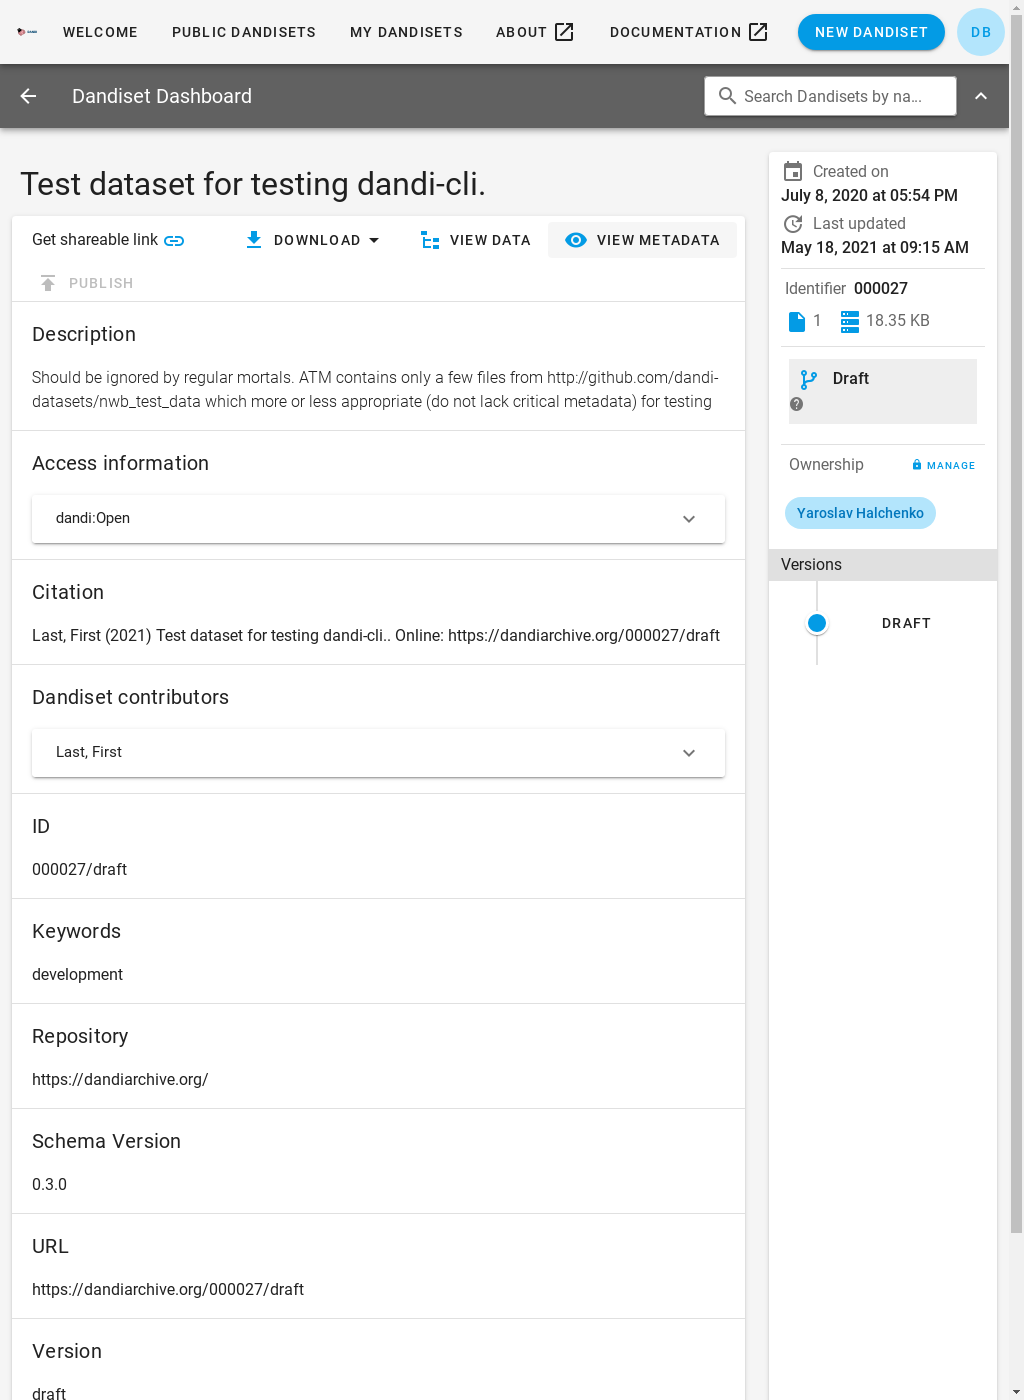 WELCOME PUBLIC DANDISETS MY DANDISETS ABOUT DOCUMENTATION NEW DANDISET DB
Dandiset Dashboard Search Dandisets by na...
Test dataset for testing dandi-cli.
Get shareable link DOWNLOAD VIEW DATA VIEW METADATA
PUBLISH
Description
Should be ignored by regular mortals. ATM contains only a few files from http://github.com/dandi-
datasets/nwb_test_data which more or less appropriate (do not lack critical metadata) for testing
Access information
dandi:Open
Citation
Last, First (2021) Test dataset for testing dandi-cli.. Online: https://dandiarchive.org/000027/draft
Dandiset contributors
Last, First
ID
000027/draft
Keywords
development
Repository
https://dandiarchive.org/
Schema Version
0.3.0
URL
https://dandiarchive.org/000027/draft
Version
draft
Created on
July 8, 2020 at 05:54 PM
Last updated
May 18, 2021 at 09:15 AM
Identifier 000027
1 18.35 KB
Draft
Ownership MANAGE
Yaroslav Halchenko
Versions
DRAFT